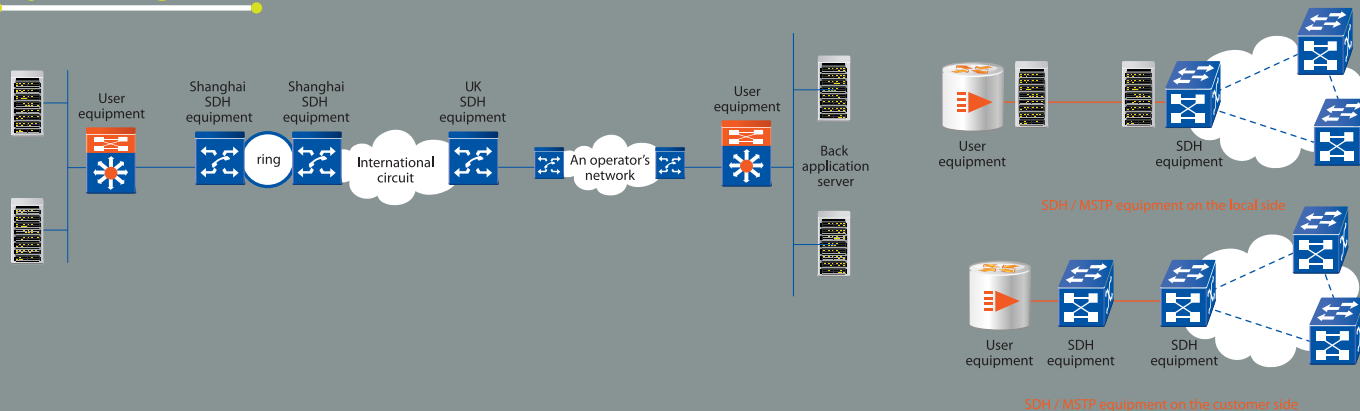 User
equipment
Shanghai
SDH
equipment
ring
Shanghai
SDH
equipment
International
circuit
UK
SDH
equipment
An operator's
network
User
equipment
Back
application
server
User
equipment
SDH
equipment
SDH / MSTP equipment on the local side
User
equipment
SDH
equipment
SDH
equipment
SDH / MSTP equipment on the customer side